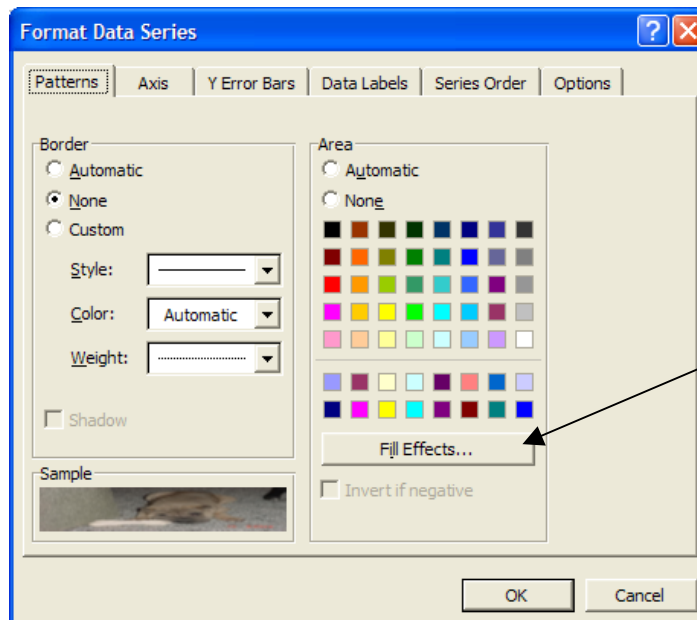 Format Data Series
Patterns Axis Y Error Bars Data Labels Series Order Options
Border
Automatic
None
Custom
Style:
Color: Automatic
Weight:
Shadow
Sample
Area
Automatic
None
Fill Effects...
Invert if negative
OK Cancel